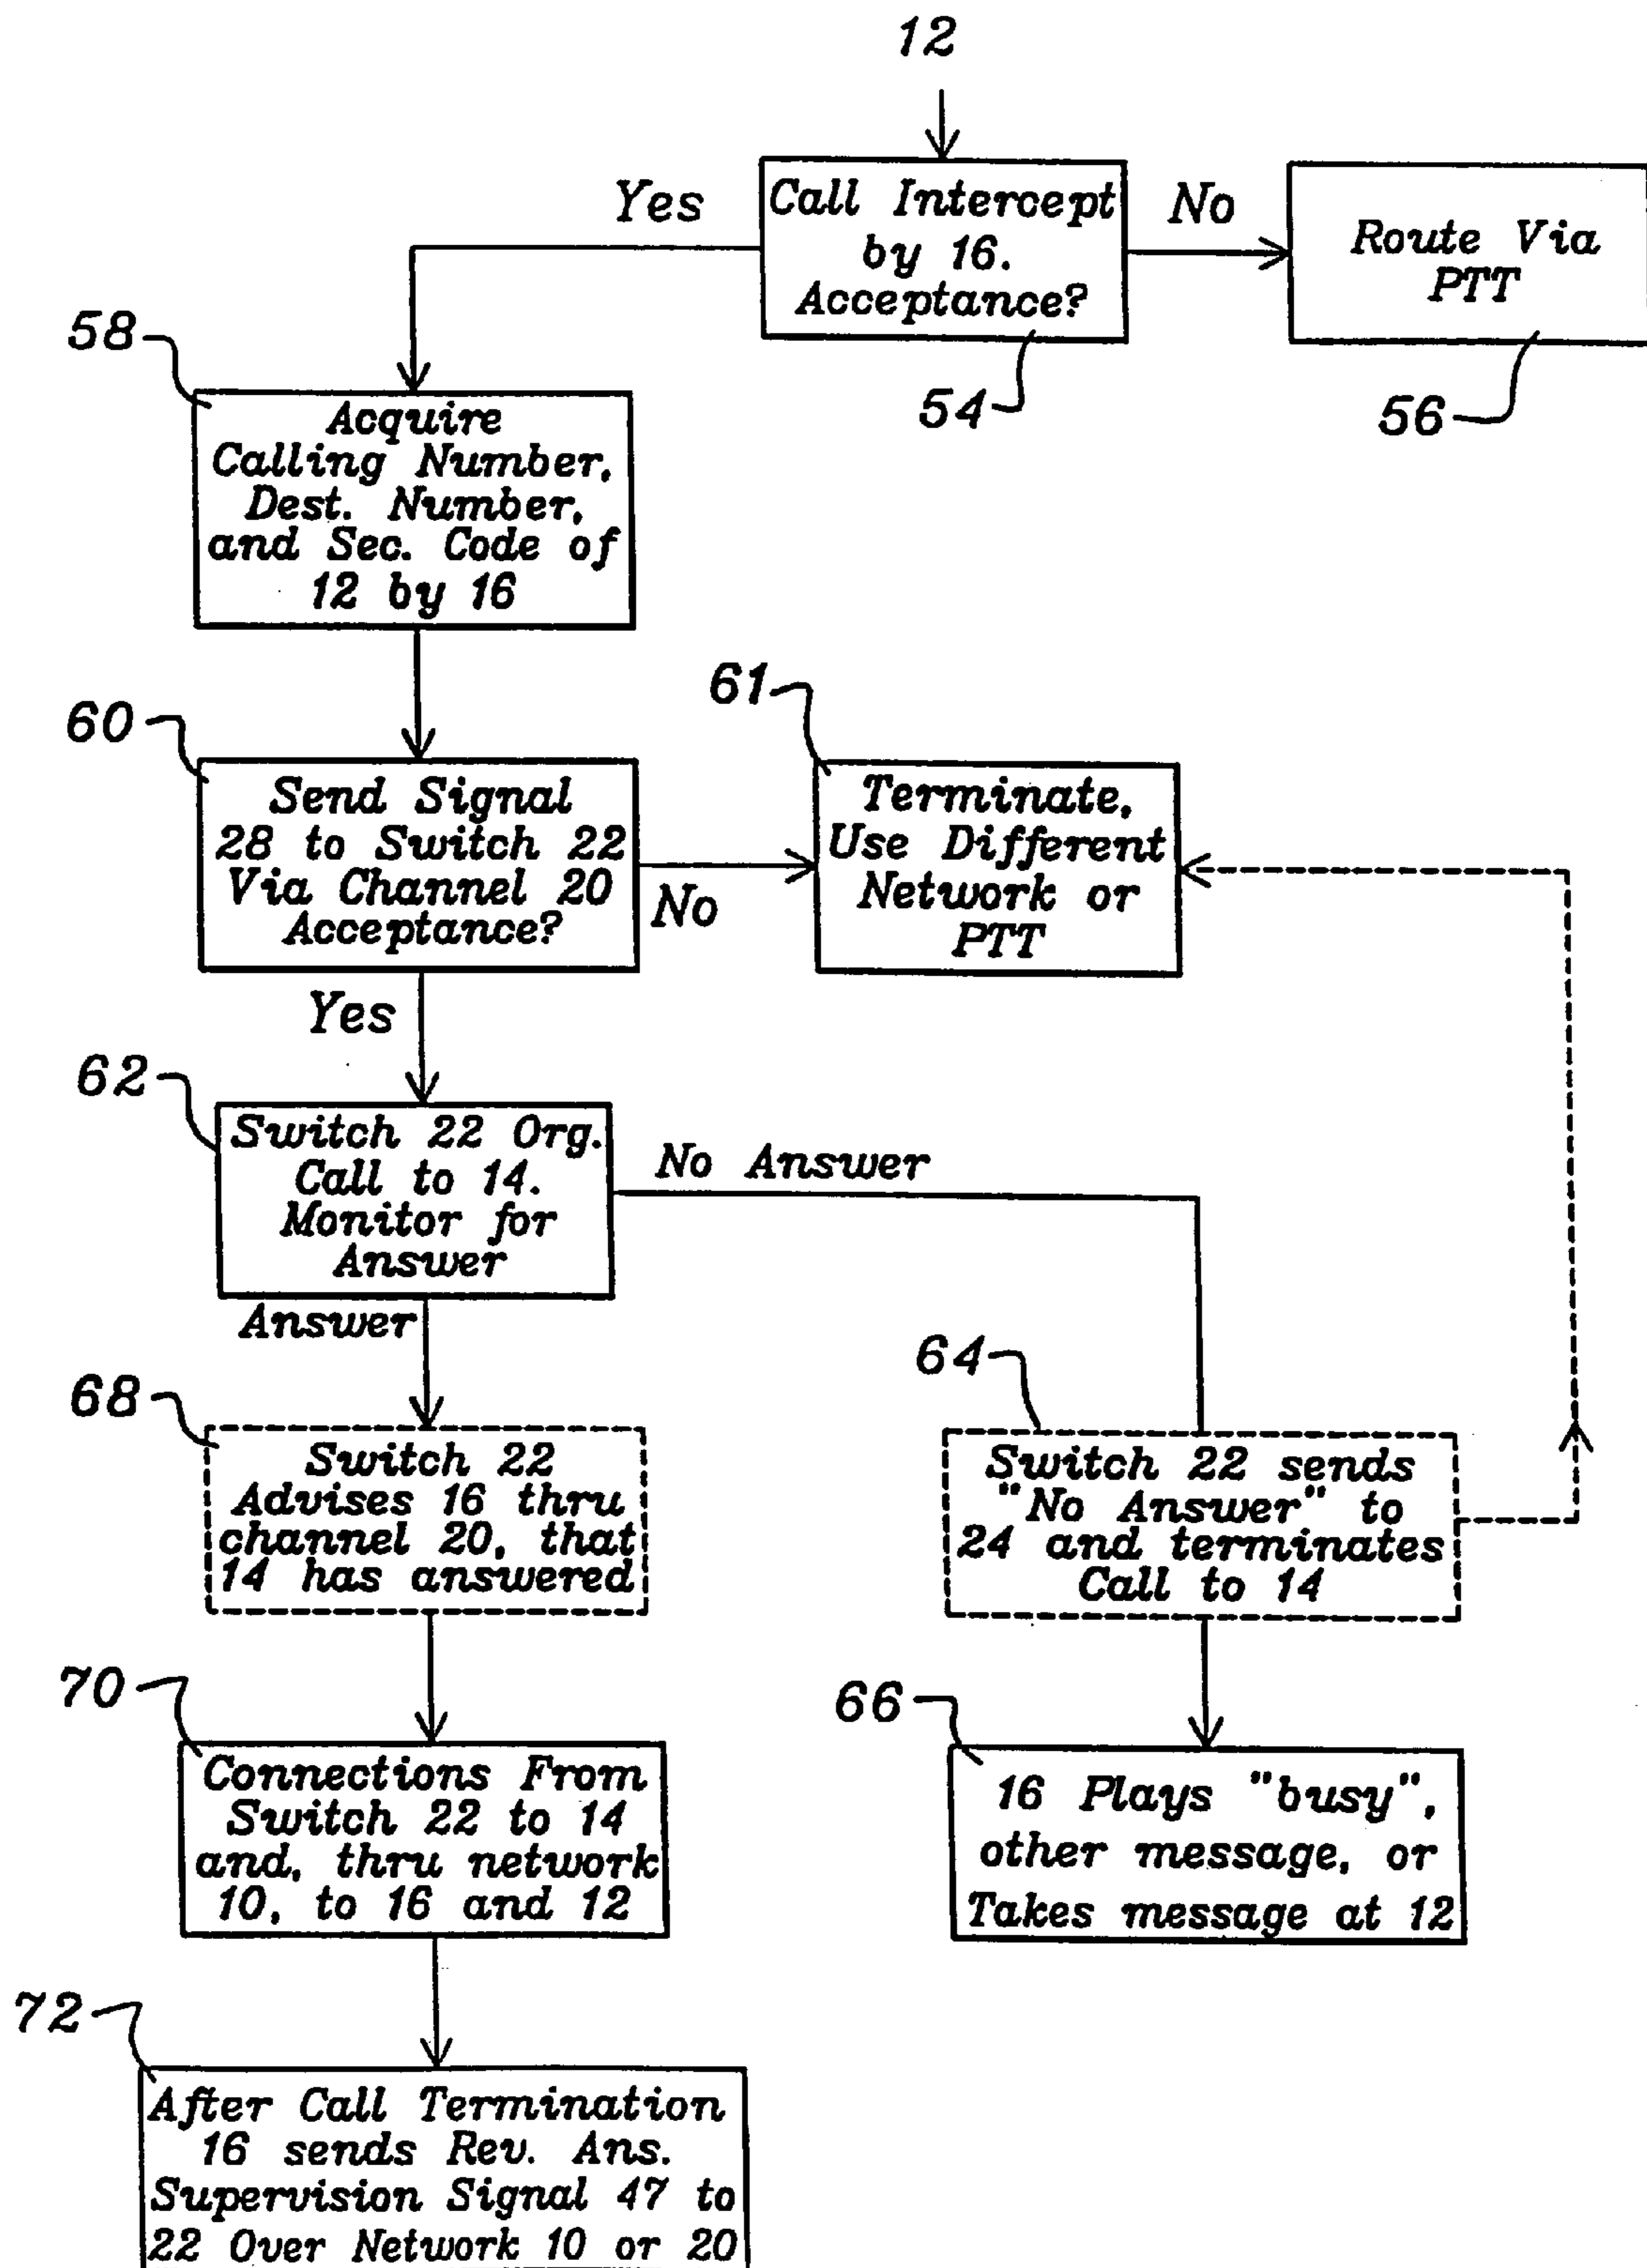 12
Call Intercept
by 16.
Acceptance?
Yes
No
Route Via
PTT
54
56
58
Acquire
Calling Number,
Dest. Number,
and Sec. Code of
12 by 16
60
Send Signal
28 to Switch 22
Via Channel 20
Acceptance?
No
61
Terminate,
Use Different
Network or
PTT
Yes
62
Switch 22 Org.
Call to 14.
Monitor for
Answer
No Answer
Answer
68
Switch 22
Advises 16 thru
channel 20, that
14 has answered
64
Switch 22 sends
"No Answer" to
24 and terminates
Call to 14
70
Connections From
Switch 22 to 14
and, thru network
10, to 16 and 12
66
16 Plays "busy",
other message, or
Takes message at 12
72
After Call Termination
16 sends Rev. Ans.
Supervision Signal 47 to
22 Over Network 10 or 20